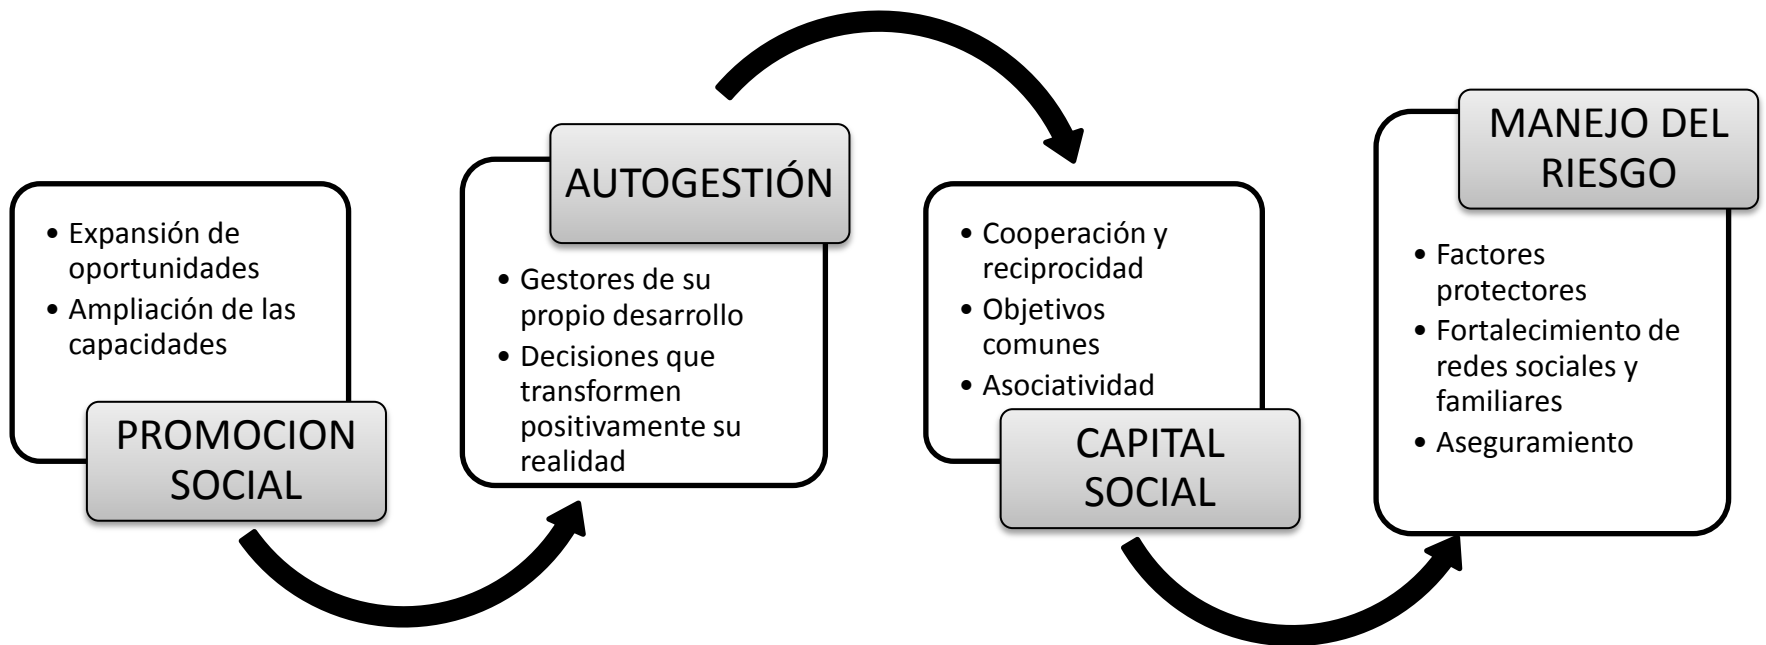 • Expansión de
oportunidades
• Ampliación de las
capacidades
PROMOCION
SOCIAL
AUTOGESTIÓN
• Gestores de su
propio desarrollo
• Decisiones que
transformen
positivamente su
realidad
• Cooperación y
reciprocidad
• Objetivos
comunes
• Asociatividad
CAPITAL
SOCIAL
MANEJO DEL
RIESGO
• Factores
protectores
• Fortalecimiento de
redes sociales y
familiares
• Aseguramiento